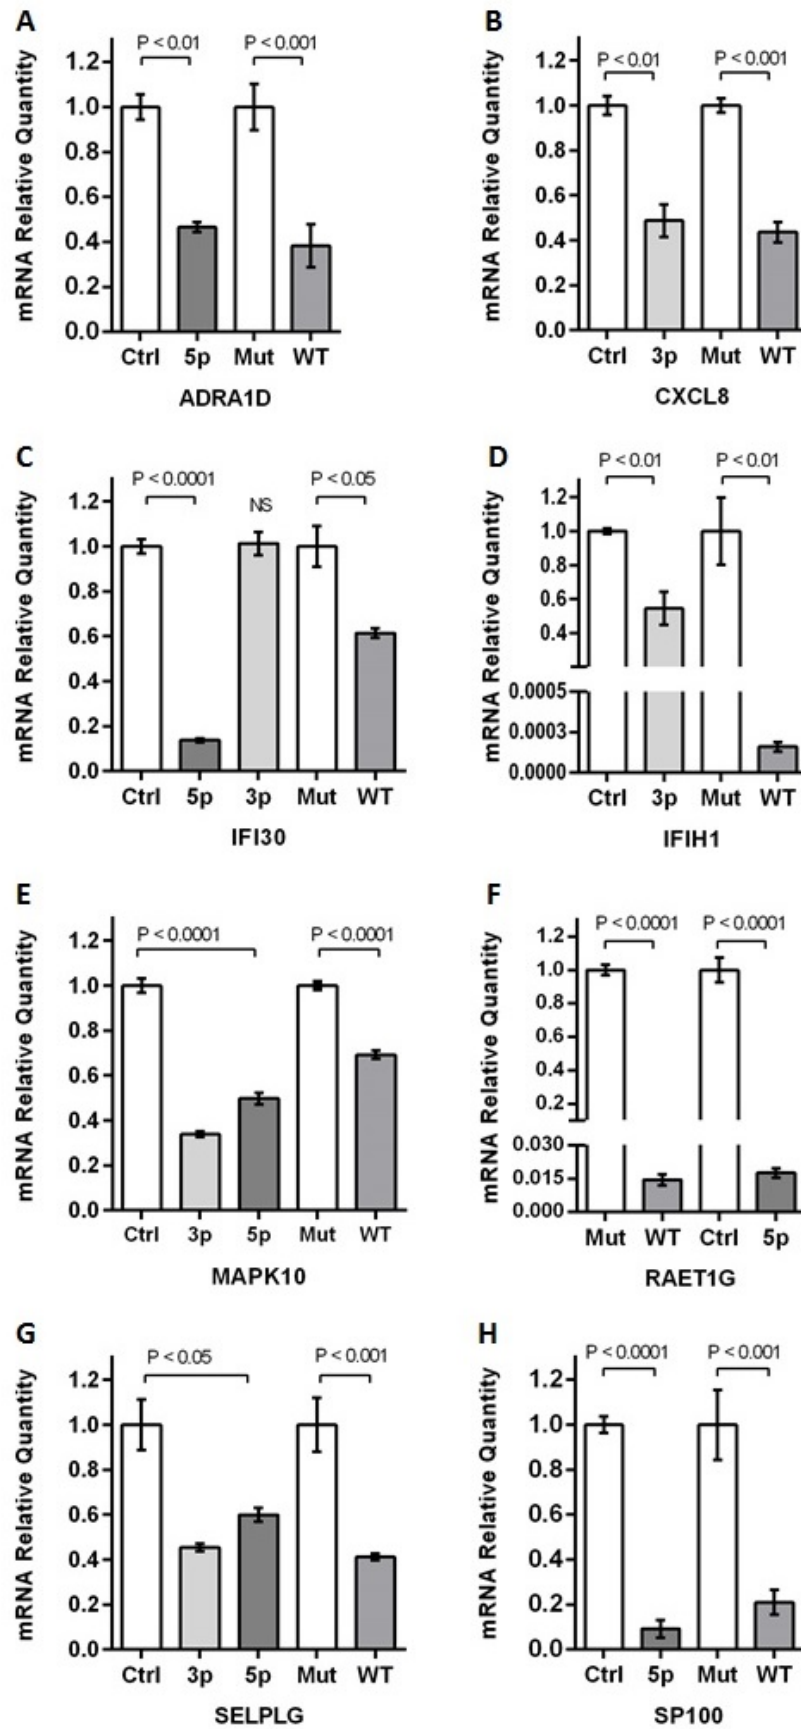 A
mRNA Relative Quantity
P < 0.01
P < 0.001
1.2
1.0
0.8
0.6
0.4
0.2
0.0
Ctrl 5p Mut WT
ADRA1D
B
mRNA Relative Quantity
P < 0.01
P < 0.001
1.2
1.0
0.8
0.6
0.4
0.2
0.0
Ctrl 3p Mut WT
CXCL8
C
mRNA Relative Quantity
P < 0.0001
NS
P < 0.05
1.2
1.0
0.8
0.6
0.4
0.2
0.0
Ctrl 5p 3p Mut WT
IFI30
D
mRNA Relative Quantity
P < 0.01
P < 0.01
1.2
1.0
0.8
0.6
0.4
0.0005
0.0003
0.0000
Ctrl 3p Mut WT
IFIH1
E
mRNA Relative Quantity
P < 0.0001
P < 0.0001
1.2
1.0
0.8
0.6
0.4
0.2
0.0
Ctrl 3p 5p Mut WT
MAPK10
F
mRNA Relative Quantity
P < 0.0001
P < 0.0001
1.2
1.0
0.8
0.6
0.4
0.2
0.030
0.015
0.000
Mut WT Ctrl 5p
RAET1G
G
mRNA Relative Quantity
P < 0.05
P < 0.001
1.2
1.0
0.8
0.6
0.4
0.2
0.0
Ctrl 3p 5p Mut WT
SELPLG
H
mRNA Relative Quantity
P < 0.0001
P < 0.001
1.2
1.0
0.8
0.6
0.4
0.2
0.0
Ctrl 5p Mut WT
SP100